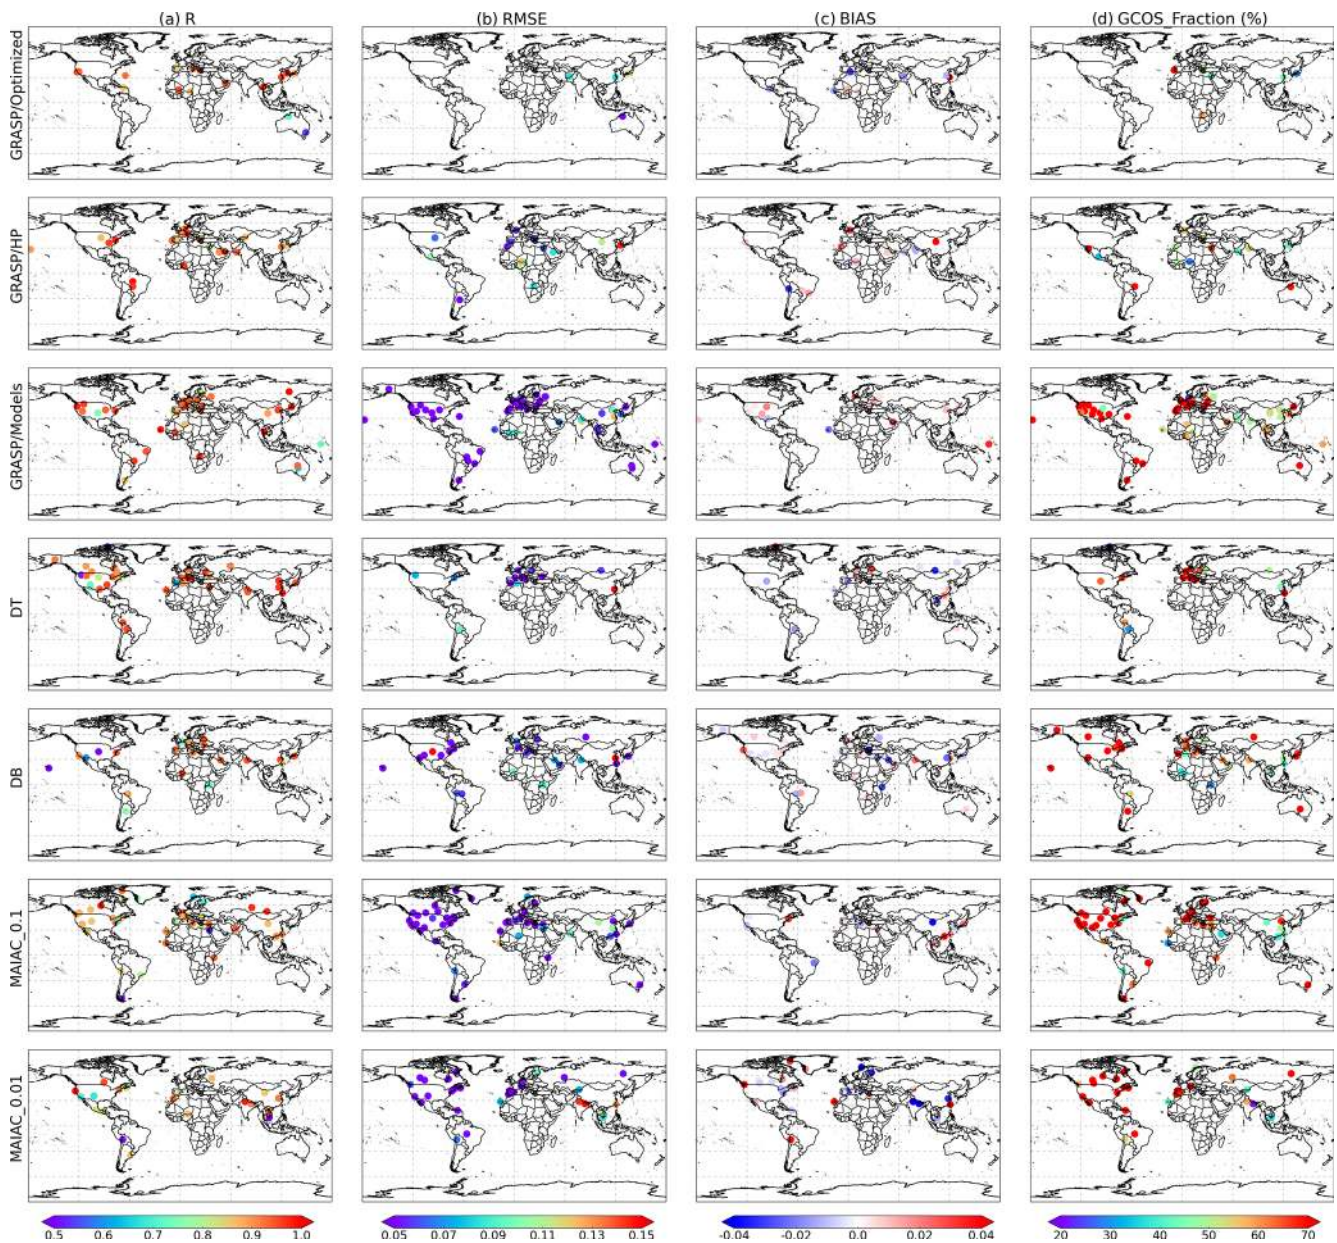 (a) R
(b) RMSE
(c) BIAS
(d) GCOS_Fraction (%)
GRASP/Optimized
GRASP/HP
GRASP/Models
DT
DB
MAIAC_0.1
MAIAC_0.01
0.5 0.6 0.7 0.8 0.9 1.0
0.05 0.07 0.09 0.11 0.13 0.15
-0.04 -0.02 0.0 0.02 0.04
20 30 40 50 60 70